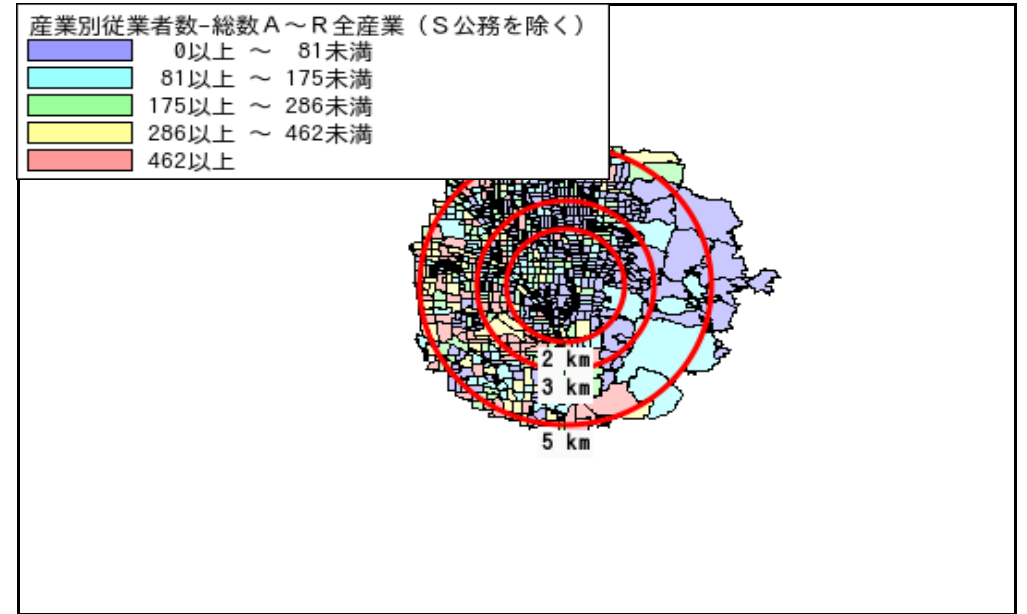 産業別従業者数−総数A～R全産業（S公務を除く）
0以上 ～ 81未満
81以上 ～ 175未満
175以上 ～ 286未満
286以上 ～ 462未満
462以上
2 km
3 km
5 km